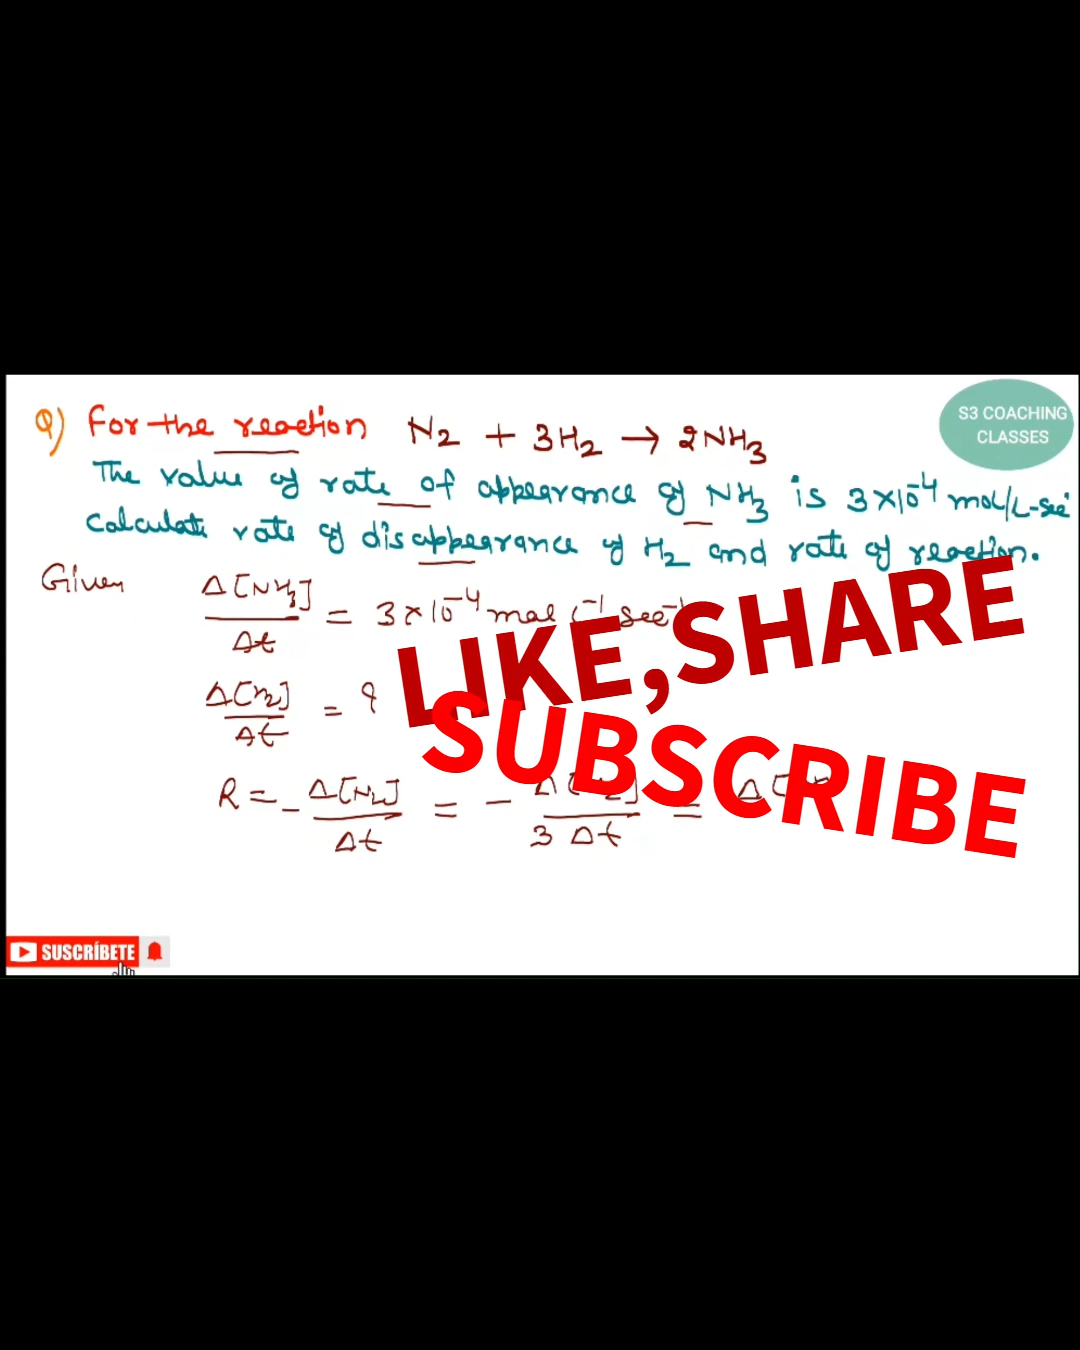 S3 COACHING
CLASSES
Q) For the reaction N₂ + 3H₂ → 2NH₃
The value of rate of appearance of NH₃ is 3×10⁻⁴ mol/L-sec
Calculate rate of disappearance of H₂ and rate of reaction.
Given Δ[NH₃]/Δt = 3×10⁻⁴ mol L⁻¹ sec⁻¹
LIKE,SHARE
Δ[H₂]/Δt = ?
SUBSCRIBE
R = -Δ[N₂]/Δt = -Δ[H₂]/3 Δt = Δ[
SUSCRÍBETE